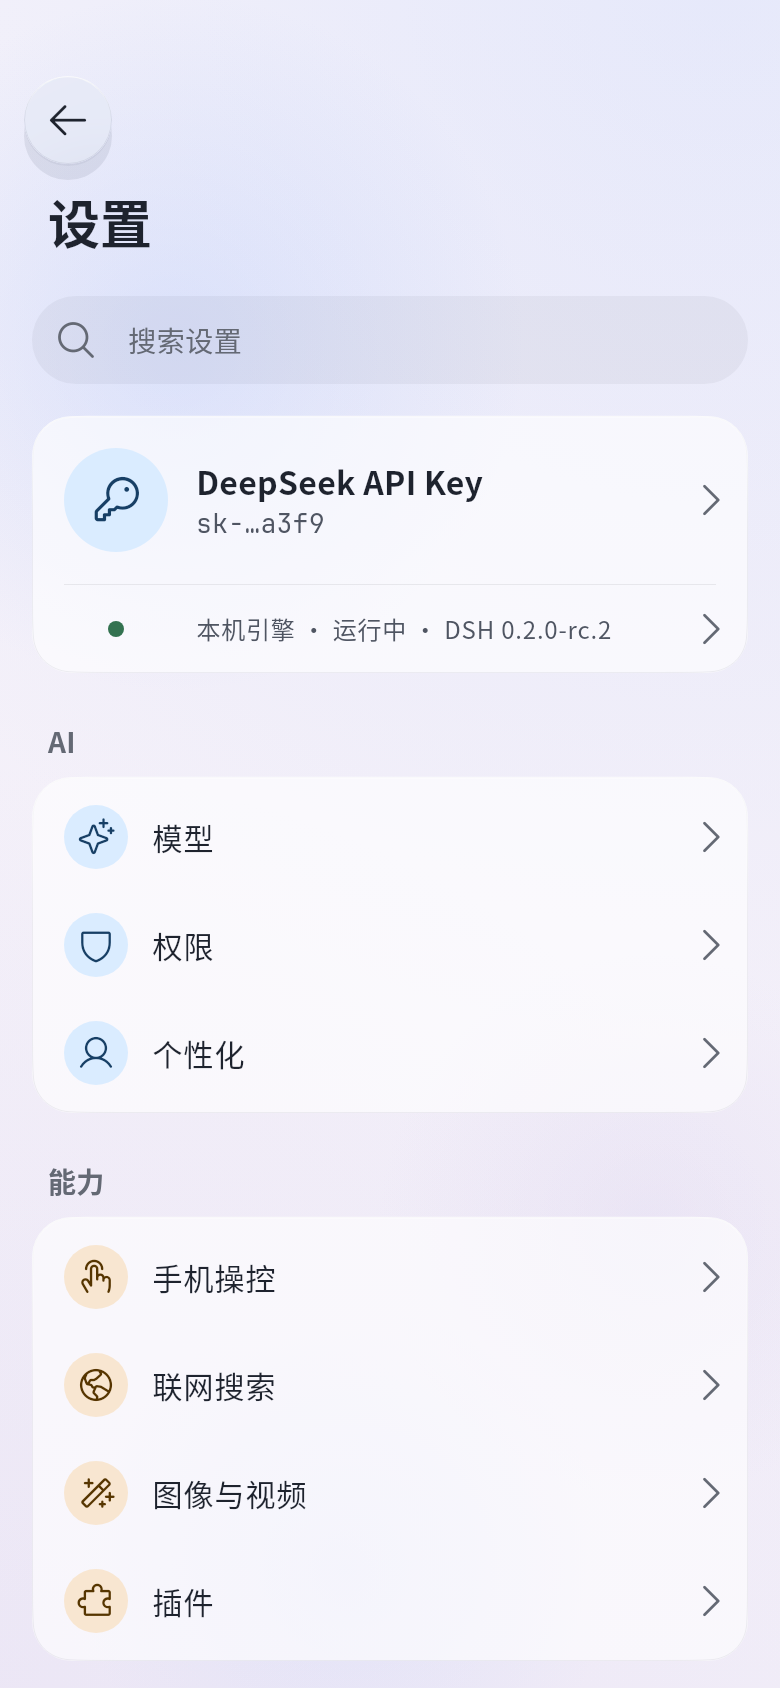 设置
搜索设置
DeepSeek API Key
sk-…a3f9
本机引擎 · 运行中 · DSH 0.2.0-rc.2
AI
模型
权限
个性化
能力
手机操控
联网搜索
图像与视频
插件